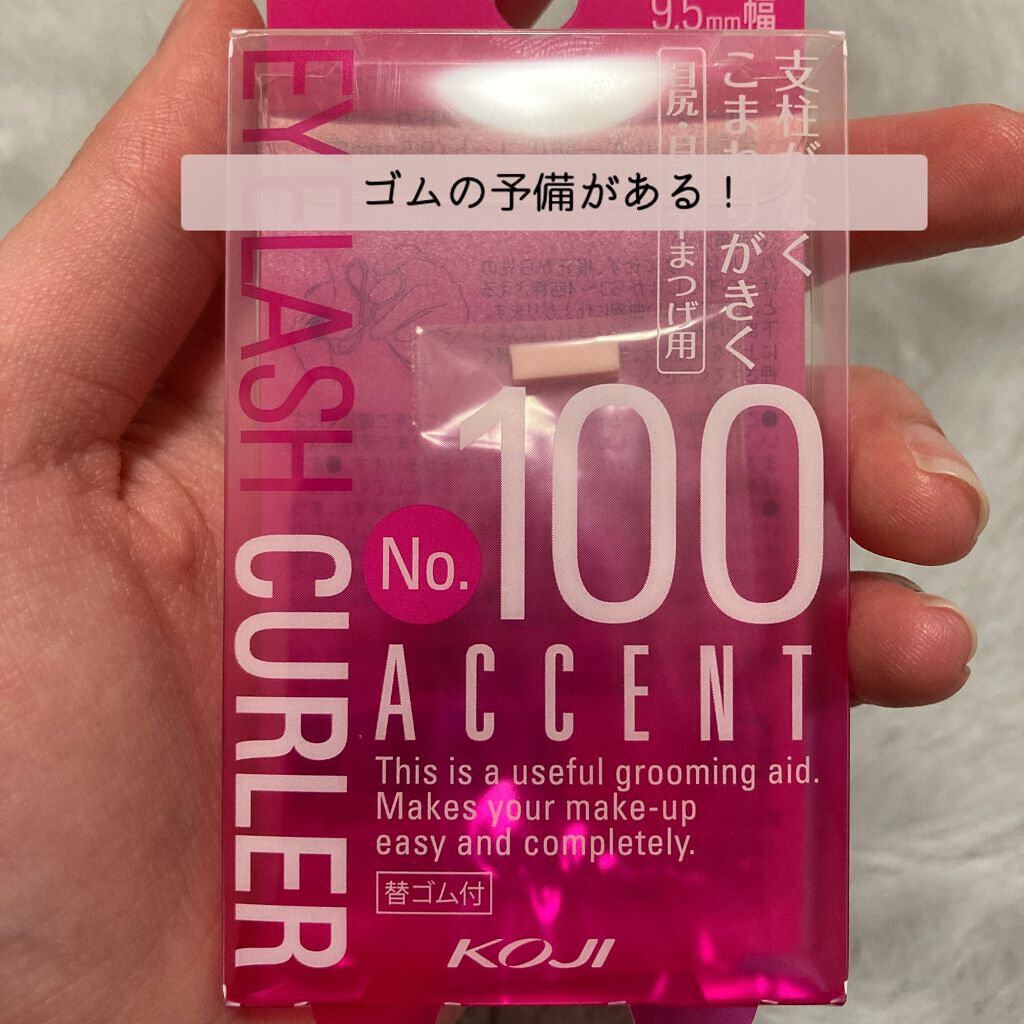 9.5mm幅
支柱がなく
こまわりがきく
目尻・目頭・下まつげ用
ゴムの予備がある！
EYELASH CURLER
No.100
ACCENT
This is a useful grooming aid.
Makes your make-up
easy and completely.
替ゴム付
KOJI